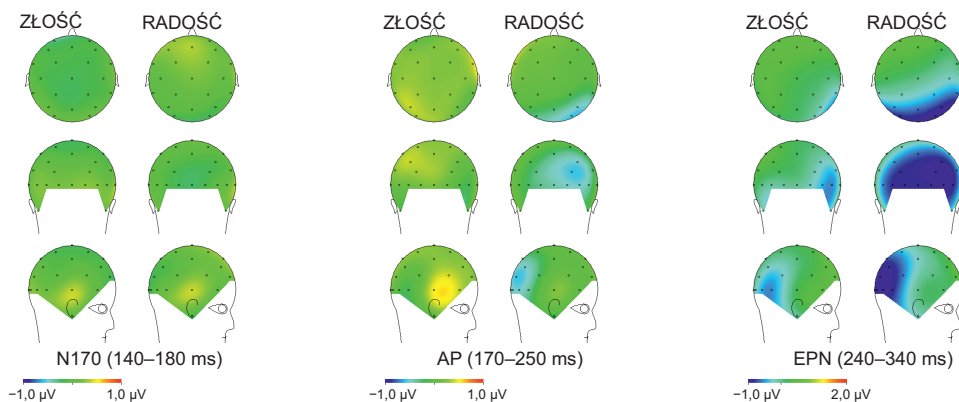 ZŁOŚĆ RADOŚĆ ZŁOŚĆ RADOŚĆ ZŁOŚĆ RADOŚĆ
N170 (140–180 ms) AP (170–250 ms) EPN (240–340 ms)
−1,0 µV 1,0 µV −1,0 µV 1,0 µV −1,0 µV 2,0 µV